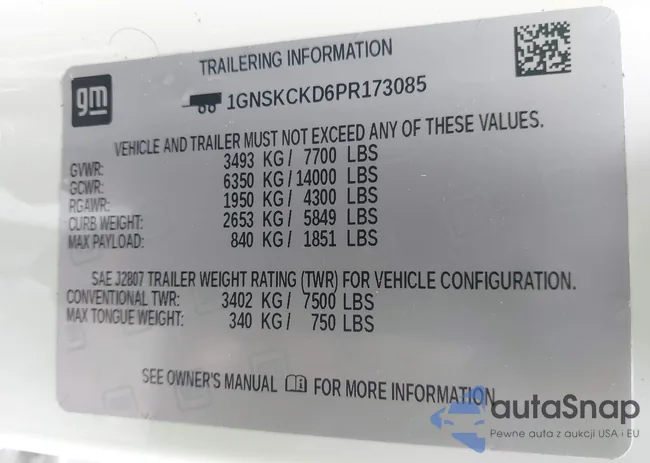 TRAILERING INFORMATION
gm
1GNSKCKD6PR173085
VEHICLE AND TRAILER MUST NOT EXCEED ANY OF THESE VALUES.
GVWR: 3493 KG / 7700 LBS
GCWR: 6350 KG / 14000 LBS
RGAWR: 1950 KG / 4300 LBS
CURB WEIGHT: 2653 KG / 5849 LBS
MAX PAYLOAD: 840 KG / 1851 LBS
SAE J2807 TRAILER WEIGHT RATING (TWR) FOR VEHICLE CONFIGURATION.
CONVENTIONAL TWR: 3402 KG / 7500 LBS
MAX TONGUE WEIGHT: 340 KG / 750 LBS
SEE OWNER'S MANUAL FOR MORE INFORMATION
autaSnap
Pewne auta z aukcji USA i EU